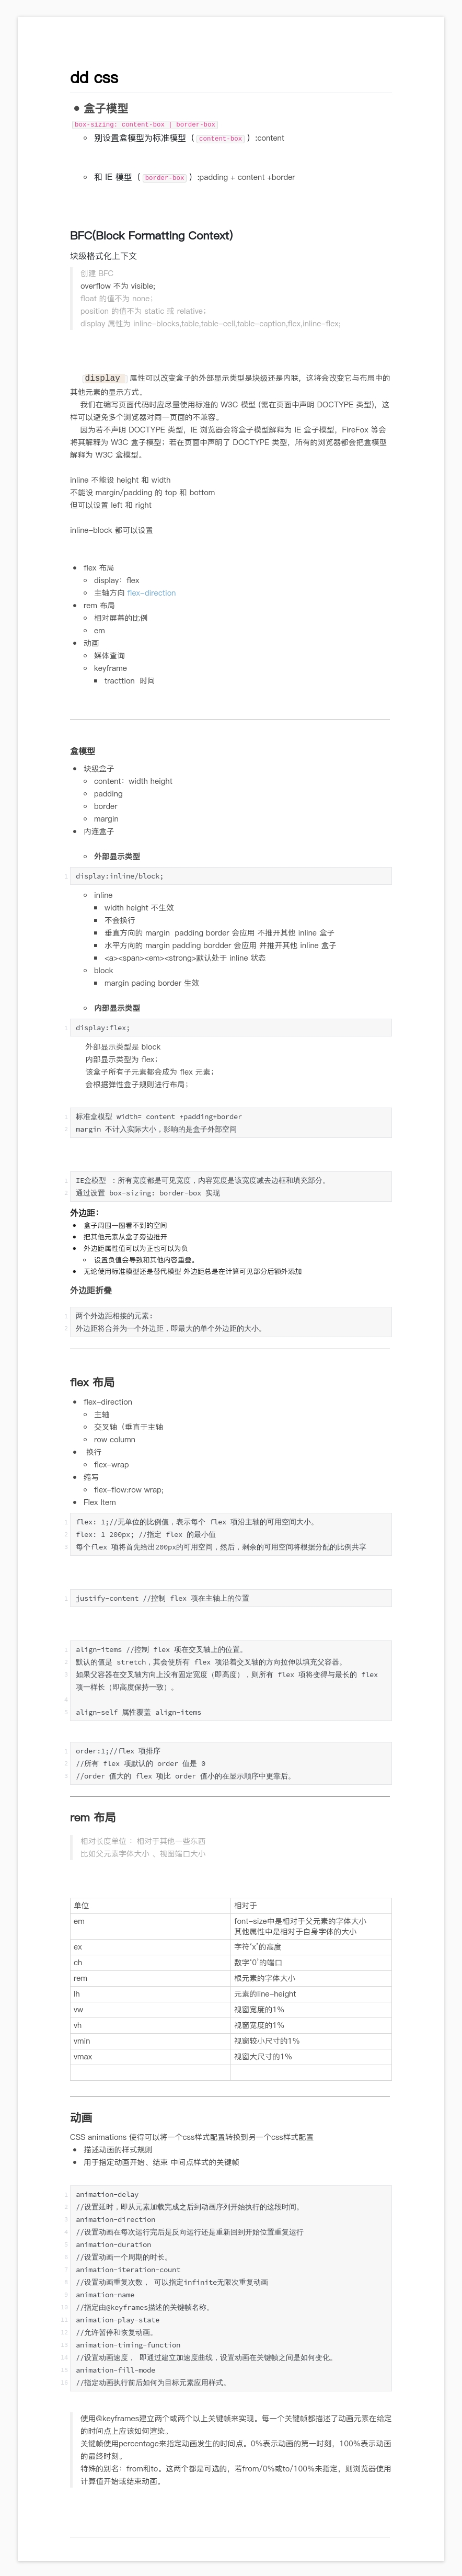 dd css
盒子模型
box-sizing: content-box | border-box
别设置盒模型为标准模型（ content-box ）:content
和 IE 模型（ border-box ）:padding + content +border
BFC(Block Formatting Context)
块级格式化上下文
创建 BFC
overflow 不为 visible;
float 的值不为 none；
position 的值不为 static 或 relative；
display 属性为 inline-blocks,table,table-cell,table-caption,flex,inline-flex;
display 属性可以改变盒子的外部显示类型是块级还是内联，这将会改变它与布局中的
其他元素的显示方式。
我们在编写页面代码时应尽量使用标准的 W3C 模型 (需在页面中声明 DOCTYPE 类型)，这
样可以避免多个浏览器对同一页面的不兼容。
因为若不声明 DOCTYPE 类型，IE 浏览器会将盒子模型解释为 IE 盒子模型，FireFox 等会
将其解释为 W3C 盒子模型；若在页面中声明了 DOCTYPE 类型，所有的浏览器都会把盒模型
解释为 W3C 盒模型。
inline 不能设 height 和 width
不能设 margin/padding 的 top 和 bottom
但可以设置 left 和 right
inline-block 都可以设置
flex 布局
display：flex
主轴方向 flex-direction
rem 布局
相对屏幕的比例
em
动画
媒体查询
keyframe
tracttion 时间
盒模型
块级盒子
content：width height
padding
border
margin
内连盒子
外部显示类型
1 display:inline/block;
inline
width height 不生效
不会换行
垂直方向的 margin padding border 会应用 不推开其他 inline 盒子
水平方向的 margin padding bordder 会应用 并推开其他 inline 盒子
<a><span><em><strong>默认处于 inline 状态
block
margin pading border 生效
内部显示类型
1 display:flex;
外部显示类型是 block
内部显示类型为 flex；
该盒子所有子元素都会成为 flex 元素；
会根据弹性盒子规则进行布局；
1 标准盒模型 width= content +padding+border
2 margin 不计入实际大小，影响的是盒子外部空间
1 IE盒模型 ：所有宽度都是可见宽度，内容宽度是该宽度减去边框和填充部分。
2 通过设置 box-sizing: border-box 实现
外边距：
盒子周围一圈看不到的空间
把其他元素从盒子旁边推开
外边距属性值可以为正也可以为负
设置负值会导致和其他内容重叠。
无论使用标准模型还是替代模型 外边距总是在计算可见部分后额外添加
外边距折叠
1 两个外边距相接的元素：
2 外边距将合并为一个外边距，即最大的单个外边距的大小。
flex 布局
flex-direction
主轴
交叉轴（垂直于主轴
row column
换行
flex-wrap
缩写
flex-flow:row wrap;
Flex Item
1 flex: 1;//无单位的比例值，表示每个 flex 项沿主轴的可用空间大小。
2 flex: 1 200px; //指定 flex 的最小值
3 每个flex 项将首先给出200px的可用空间，然后，剩余的可用空间将根据分配的比例共享
1 justify-content //控制 flex 项在主轴上的位置
1 align-items //控制 flex 项在交叉轴上的位置。
2 默认的值是 stretch，其会使所有 flex 项沿着交叉轴的方向拉伸以填充父容器。
3 如果父容器在交叉轴方向上没有固定宽度（即高度），则所有 flex 项将变得与最长的 flex
项一样长（即高度保持一致）。
4
5 align-self 属性覆盖 align-items
1 order:1;//flex 项排序
2 //所有 flex 项默认的 order 值是 0
3 //order 值大的 flex 项比 order 值小的在显示顺序中更靠后。
rem 布局
相对长度单位 ：相对于其他一些东西
比如父元素字体大小 、视图端口大小
单位 相对于
em font-size中是相对于父元素的字体大小
其他属性中是相对于自身字体的大小
ex 字符‘x’的高度
ch 数字‘0’的端口
rem 根元素的字体大小
lh 元素的line-height
vw 视窗宽度的1%
vh 视窗宽度的1%
vmin 视窗较小尺寸的1%
vmax 视窗大尺寸的1%
动画
CSS animations 使得可以将一个css样式配置转换到另一个css样式配置
描述动画的样式规则
用于指定动画开始，结束 中间点样式的关键帧
1 animation-delay
2 //设置延时，即从元素加载完成之后到动画序列开始执行的这段时间。
3 animation-direction
4 //设置动画在每次运行完后是反向运行还是重新回到开始位置重复运行
5 animation-duration
6 //设置动画一个周期的时长。
7 animation-iteration-count
8 //设置动画重复次数， 可以指定infinite无限次重复动画
9 animation-name
10 //指定由@keyframes描述的关键帧名称。
11 animation-play-state
12 //允许暂停和恢复动画。
13 animation-timing-function
14 //设置动画速度， 即通过建立加速度曲线，设置动画在关键帧之间是如何变化。
15 animation-fill-mode
16 //指定动画执行前后如何为目标元素应用样式。
使用@keyframes建立两个或两个以上关键帧来实现。每一个关键帧都描述了动画元素在给定
的时间点上应该如何渲染。
关键帧使用percentage来指定动画发生的时间点。0%表示动画的第一时刻，100%表示动画
的最终时刻。
特殊的别名：from和to。这两个都是可选的，若from/0%或to/100%未指定，则浏览器使用
计算值开始或结束动画。